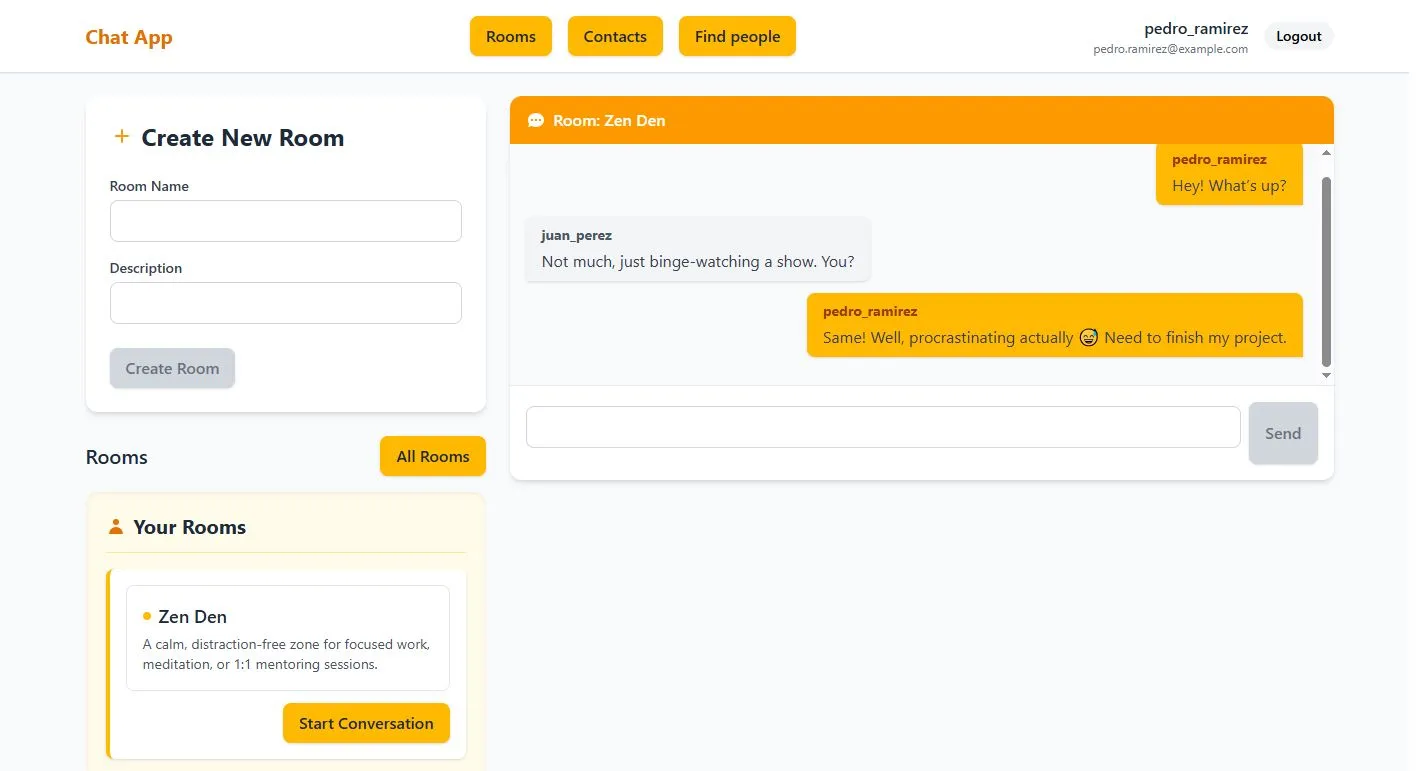 Chat App
Rooms
Contacts
Find people
pedro_ramirez
pedro.ramirez@example.com
Logout
Create New Room
Room Name
Description
Create Room
Rooms
All Rooms
Your Rooms
Zen Den
A calm, distraction-free zone for focused work,
meditation, or 1:1 mentoring sessions.
Start Conversation
Room: Zen Den
pedro_ramirez
Hey! What's up?
juan_perez
Not much, just binge-watching a show. You?
pedro_ramirez
Same! Well, procrastinating actually 😅 Need to finish my project.
Send